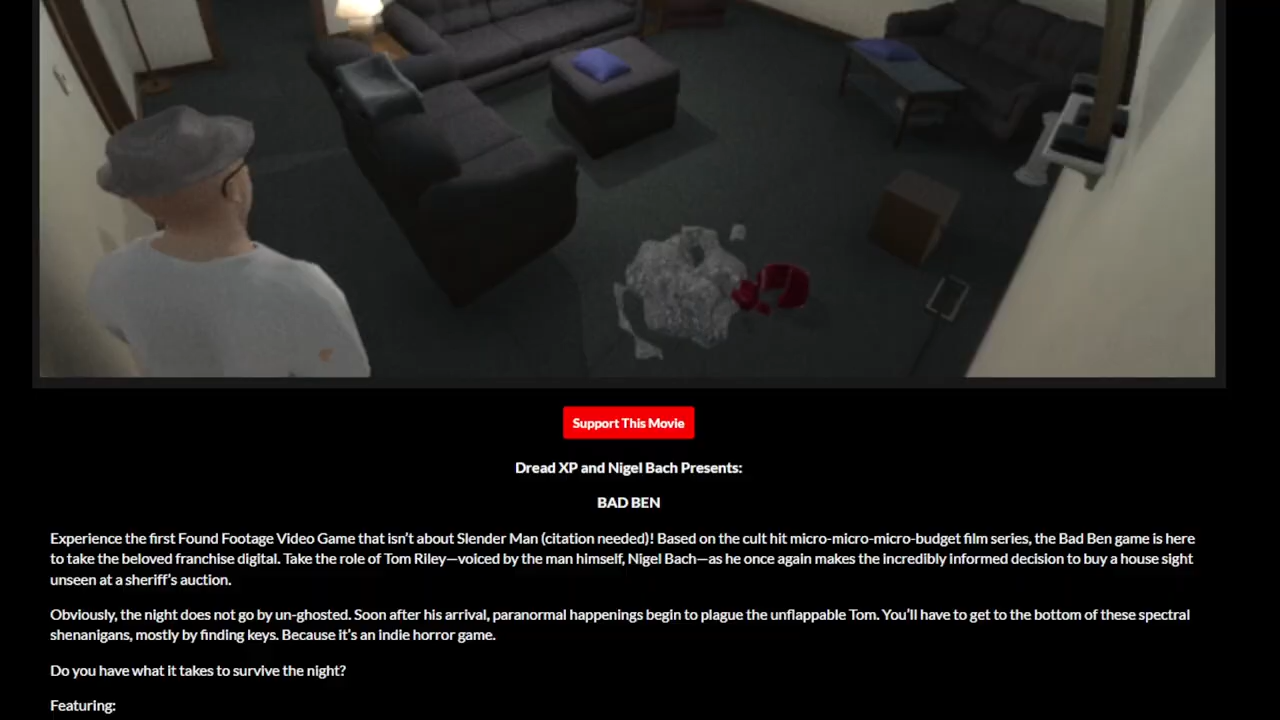 Support This Movie
Dread XP and Nigel Bach Presents:
BAD BEN
Experience the first Found Footage Video Game that isn’t about Slender Man (citation needed)! Based on the cult hit micro-micro-micro-budget film series, the Bad Ben game is here
to take the beloved franchise digital. Take the role of Tom Riley—voiced by the man himself, Nigel Bach—as he once again makes the incredibly informed decision to buy a house sight
unseen at a sheriff’s auction.
Obviously, the night does not go by un-ghosted. Soon after his arrival, paranormal happenings begin to plague the unflappable Tom. You’ll have to get to the bottom of these spectral
shenanigans, mostly by finding keys. Because it’s an indie horror game.
Do you have what it takes to survive the night?
Featuring: